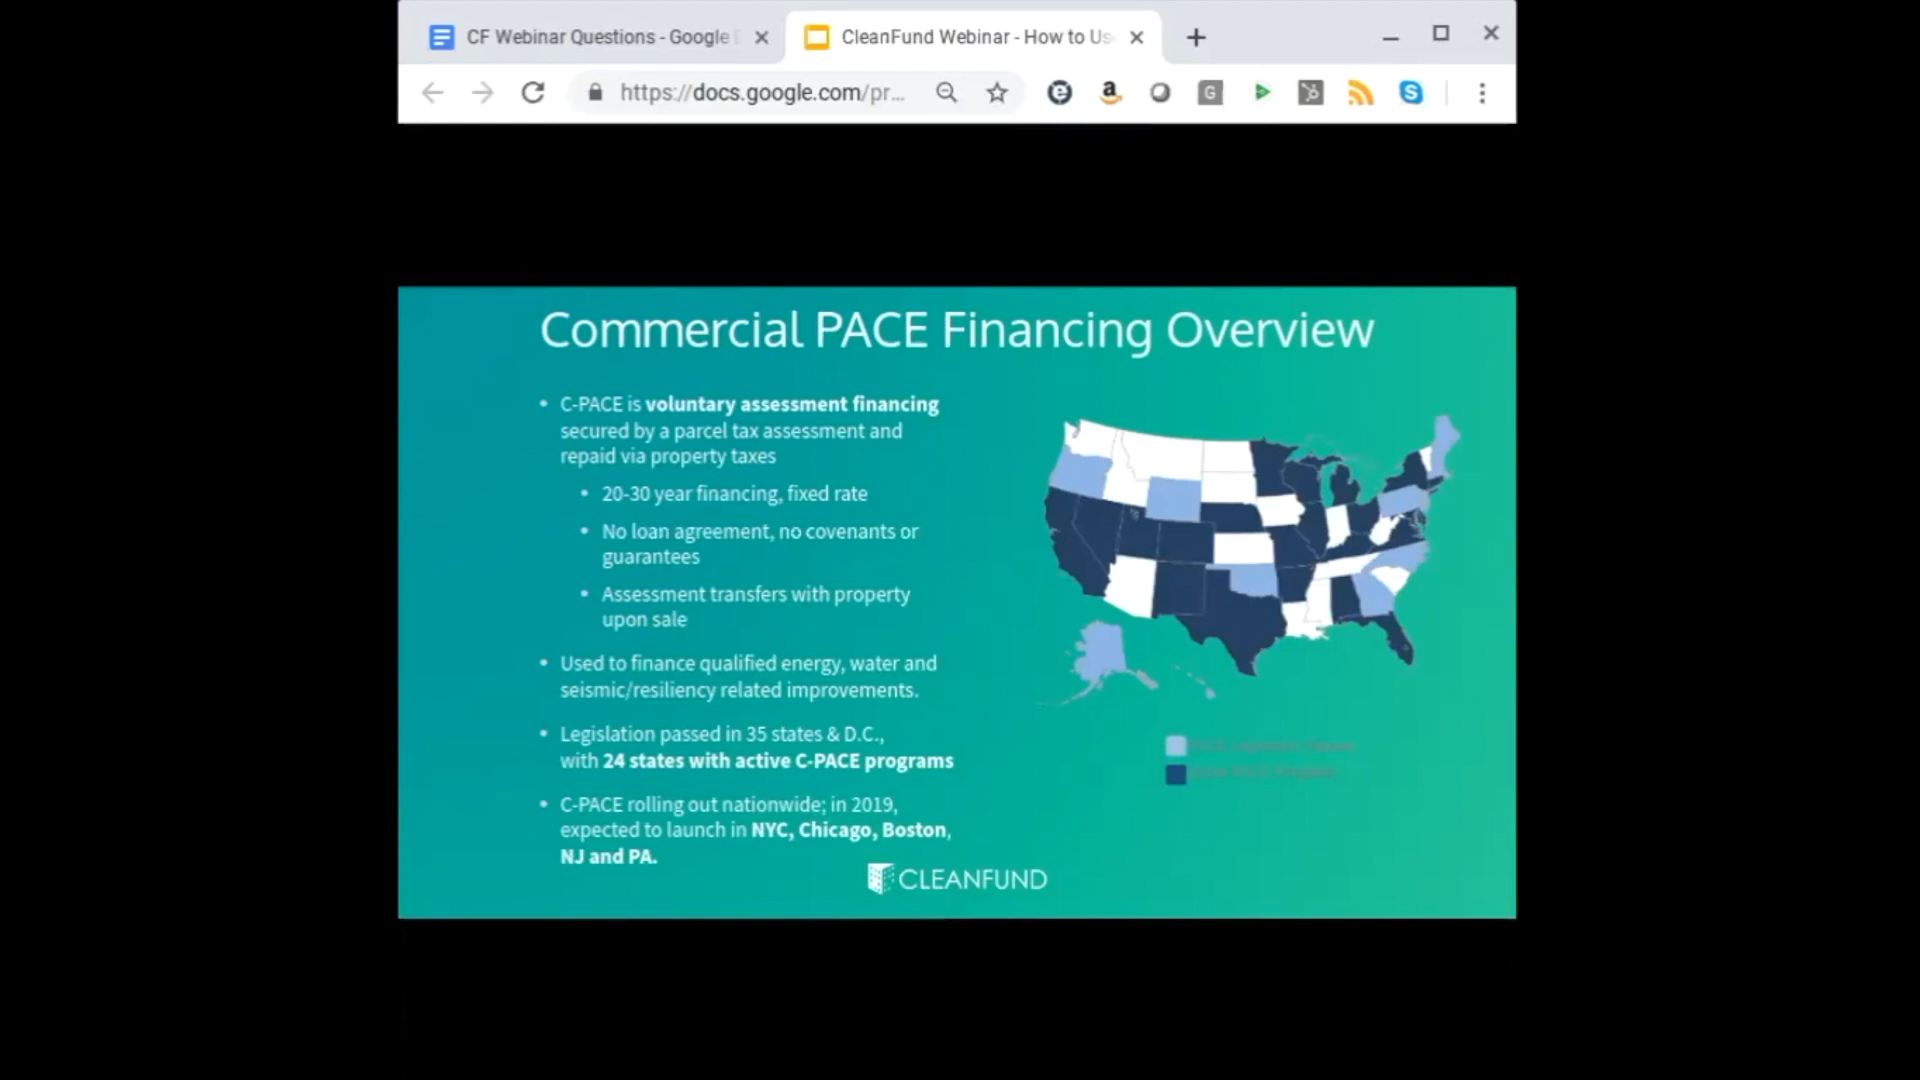 CF Webinar Questions - Google
CleanFund Webinar - How to Us
https://docs.google.com/pr...
Commercial PACE Financing Overview
• C-PACE is voluntary assessment financing
secured by a parcel tax assessment and
repaid via property taxes
• 20-30 year financing, fixed rate
• No loan agreement, no covenants or
guarantees
• Assessment transfers with property
upon sale
• Used to finance qualified energy, water and
seismic/resiliency related improvements.
• Legislation passed in 35 states & D.C.,
with 24 states with active C-PACE programs
• C-PACE rolling out nationwide; in 2019,
expected to launch in NYC, Chicago, Boston,
NJ and PA.
CLEANFUND